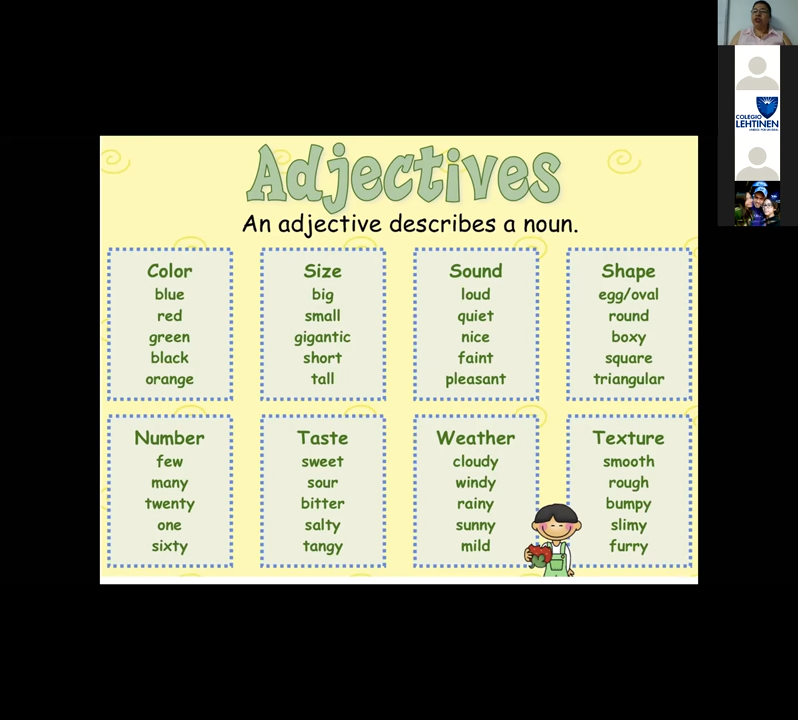 Adjectives
An adjective describes a noun.
Color
blue
red
green
black
orange
Size
big
small
gigantic
short
tall
Sound
loud
quiet
nice
faint
pleasant
Shape
egg/oval
round
boxy
square
triangular
Number
few
many
twenty
one
sixty
Taste
sweet
sour
bitter
salty
tangy
Weather
cloudy
windy
rainy
sunny
mild
Texture
smooth
rough
bumpy
slimy
furry
COLEGIO
LEHTINEN